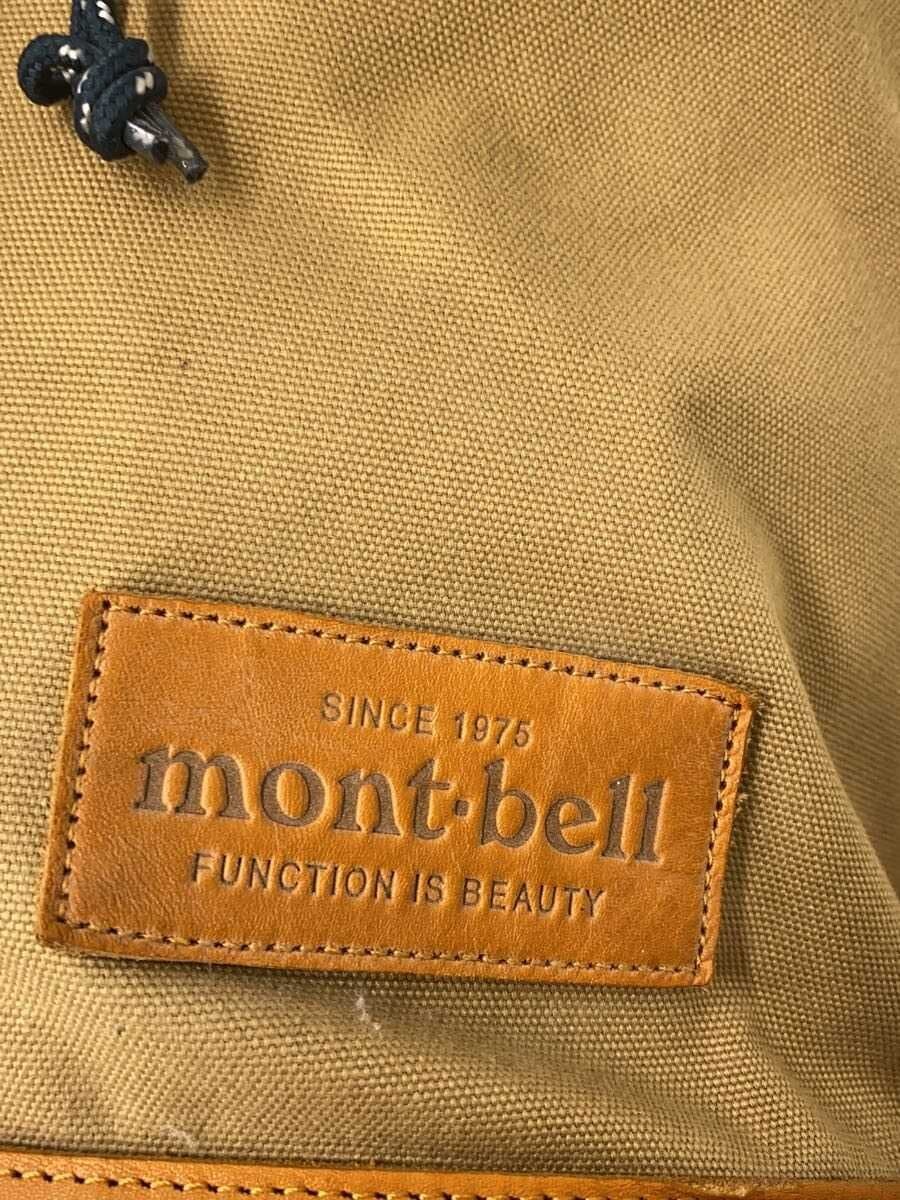 SINCE 1975
mont·bell
FUNCTION IS BEAUTY